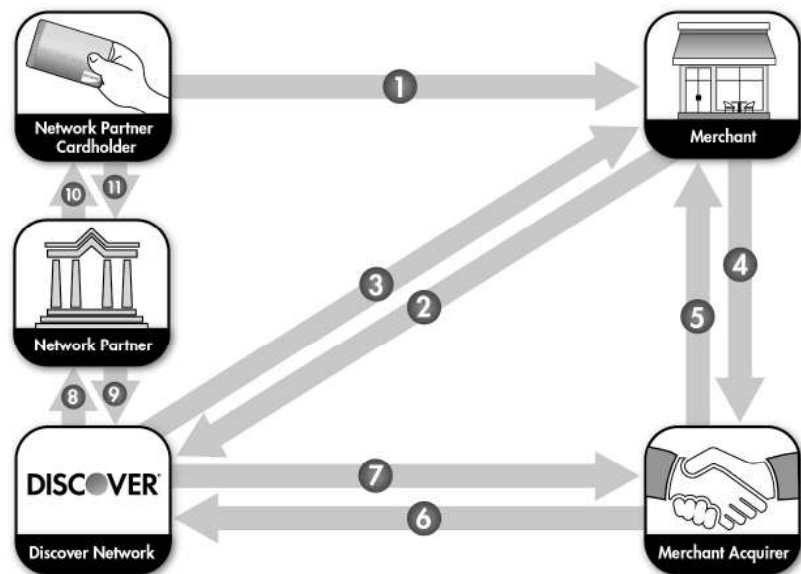 1
Network Partner
Cardholder
Merchant
10
11
3
4
2
5
Network Partner
8
9
DISCOVER®
7
6
Discover Network
Merchant Acquirer